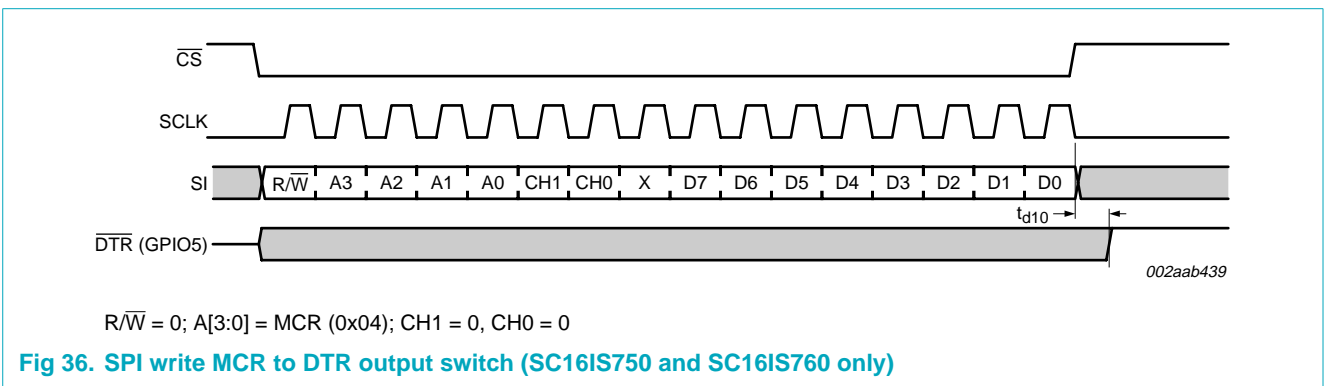 C̅S̅
SCLK
SI R/W̅ A3 A2 A1 A0 CH1 CH0 X D7 D6 D5 D4 D3 D2 D1 D0
td10
D̅T̅R̅ (GPIO5)
002aab439
R/W̅ = 0; A[3:0] = MCR (0x04); CH1 = 0, CH0 = 0
Fig 36. SPI write MCR to DTR output switch (SC16IS750 and SC16IS760 only)